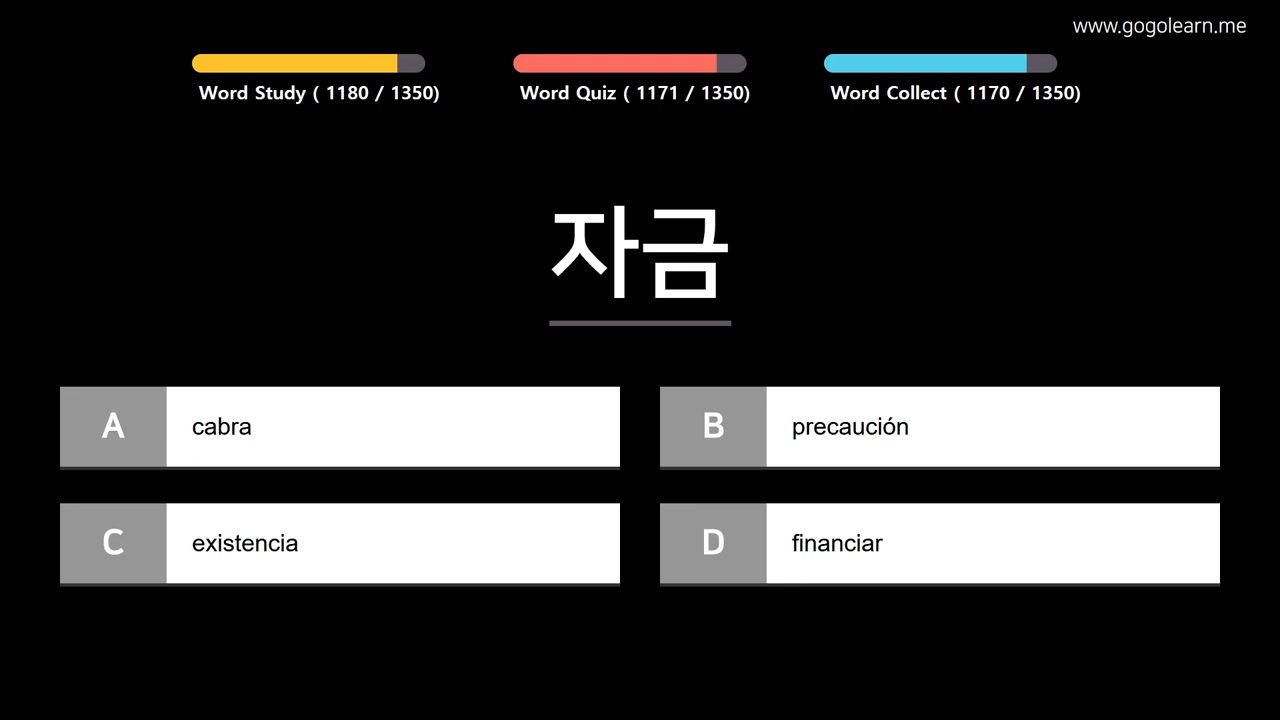 www.gogolearn.me
Word Study ( 1180 / 1350)
Word Quiz ( 1171 / 1350)
Word Collect ( 1170 / 1350)
자금
A cabra
B precaución
C existencia
D financiar